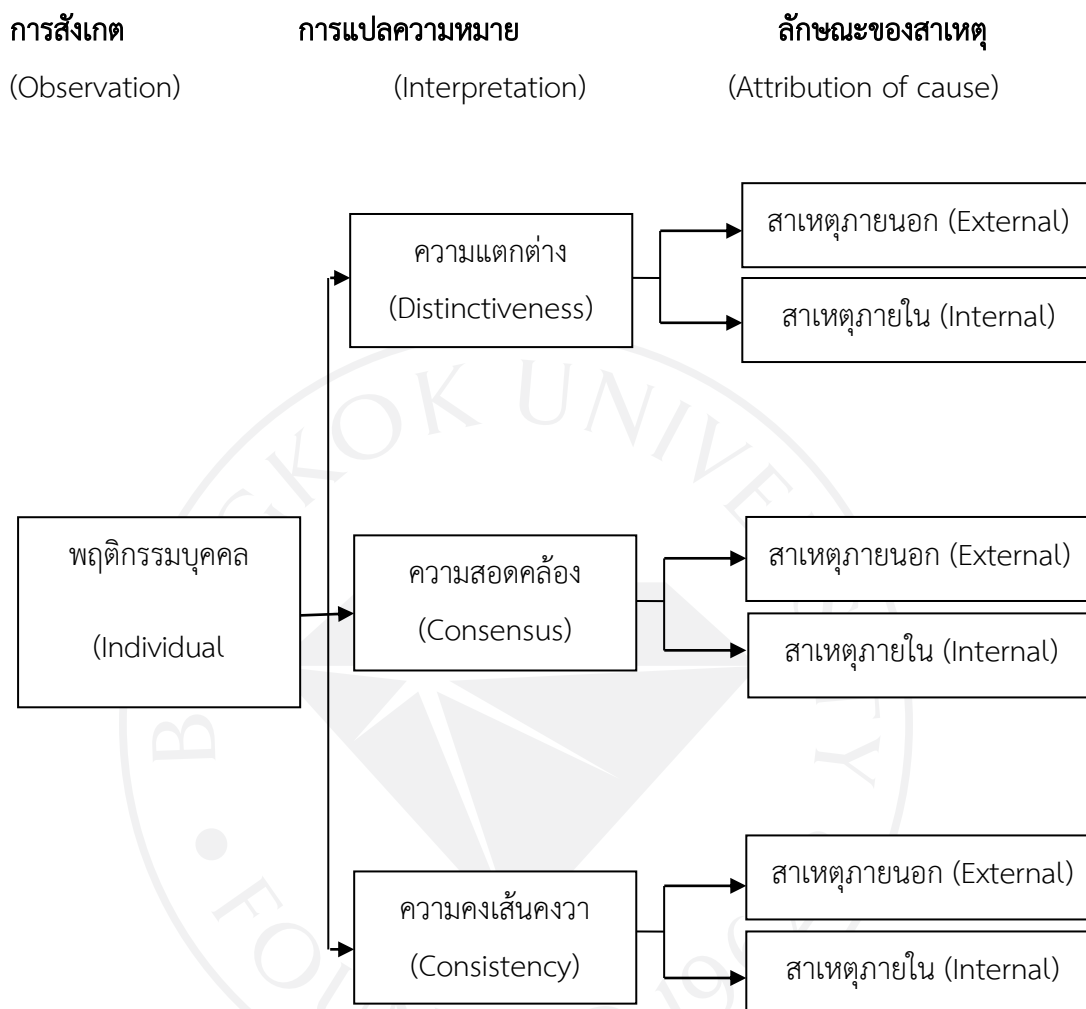 การสังเกต การแปลความหมาย ลักษณะของสาเหตุ
(Observation) (Interpretation) (Attribution of cause)
สาเหตุภายนอก (External)
ความแตกต่าง
(Distinctiveness)
สาเหตุภายใน (Internal)
พฤติกรรมบุคคล
(Individual
ความสอดคล้อง
(Consensus)
สาเหตุภายนอก (External)
สาเหตุภายใน (Internal)
ความคงเส้นคงวา
(Consistency)
สาเหตุภายนอก (External)
สาเหตุภายใน (Internal)